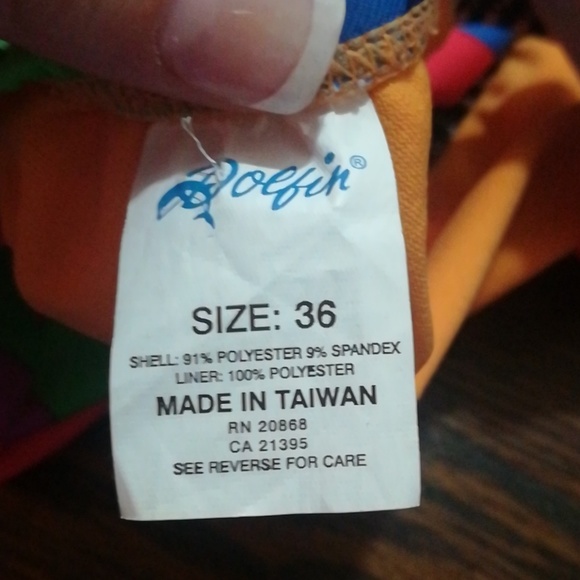 Dolfin®
SIZE: 36
SHELL: 91% POLYESTER 9% SPANDEX
LINER: 100% POLYESTER
MADE IN TAIWAN
RN 20868
CA 21395
SEE REVERSE FOR CARE